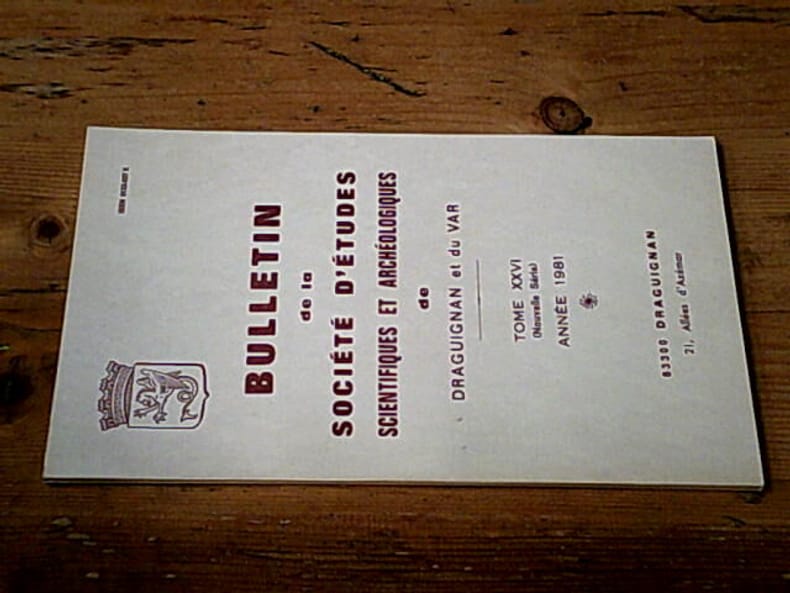 BULLETIN
de la
SOCIÉTÉ D'ÉTUDES
SCIENTIFIQUES ET ARCHÉOLOGIQUES
de
DRAGUIGNAN et du VAR
TOME XXVI
(Nouvelle Série)
ANNÉE 1981
83300 DRAGUIGNAN
21, Allées d'Azémar